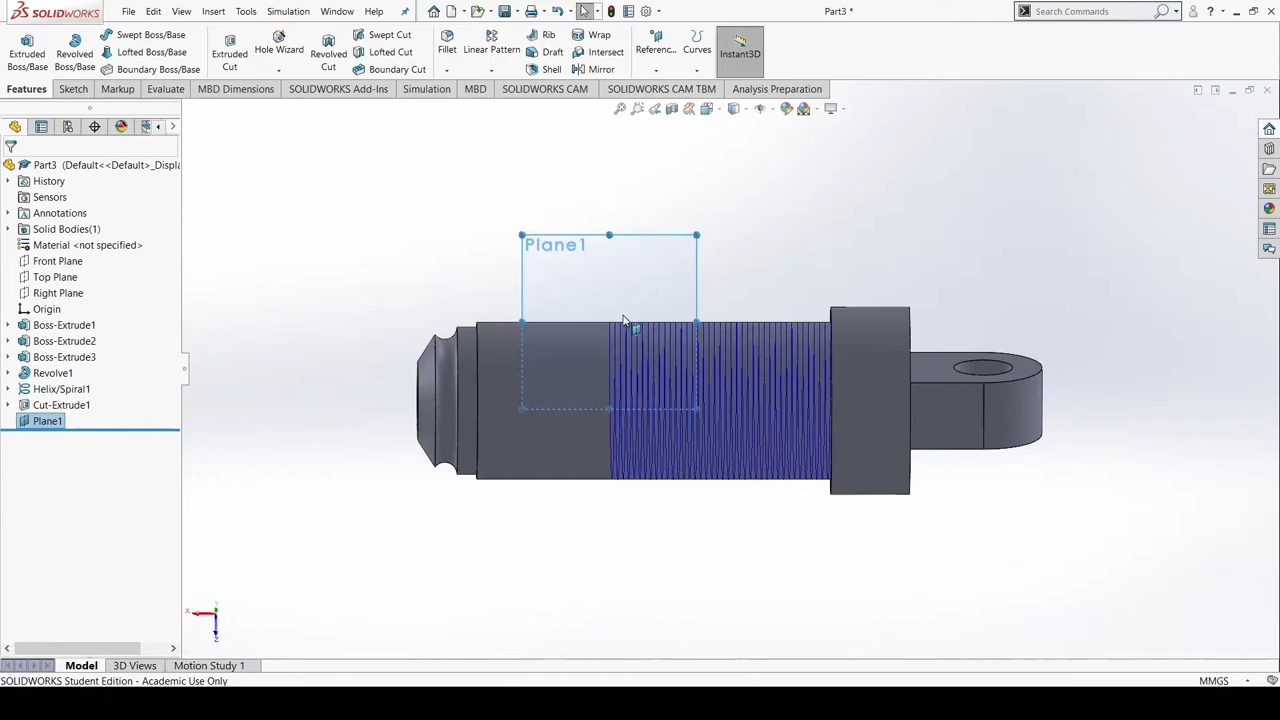 SOLIDWORKS File Edit View Insert Tools Simulation Window Help Part3 * Search Commands
Extruded Boss/Base Revolved Boss/Base Swept Boss/Base Lofted Boss/Base Boundary Boss/Base Extruded Cut Hole Wizard Revolved Cut Swept Cut Lofted Cut Boundary Cut Fillet Linear Pattern Rib Draft Shell Wrap Intersect Mirror Referenc... Curves Instant3D
Features Sketch Markup Evaluate MBD Dimensions SOLIDWORKS Add-Ins Simulation MBD SOLIDWORKS CAM SOLIDWORKS CAM TBM Analysis Preparation
Part3 (Default<<Default>_Displa
History
Sensors
Annotations
Solid Bodies(1)
Material <not specified>
Front Plane
Top Plane
Right Plane
Origin
Boss-Extrude1
Boss-Extrude2
Boss-Extrude3
Revolve1
Helix/Spiral1
Cut-Extrude1
Plane1
Plane1
X Y Z
Model 3D Views Motion Study 1
SOLIDWORKS Student Edition - Academic Use Only MMGS